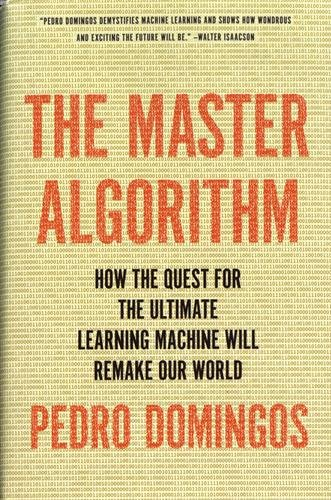 "PEDRO DOMINGOS DEMYSTIFIES MACHINE LEARNING AND SHOWS HOW WONDROUS
AND EXCITING THE FUTURE WILL BE." —WALTER ISAACSON
THE MASTER
ALGORITHM
HOW THE QUEST FOR
THE ULTIMATE
LEARNING MACHINE WILL
REMAKE OUR WORLD
PEDRO DOMINGOS